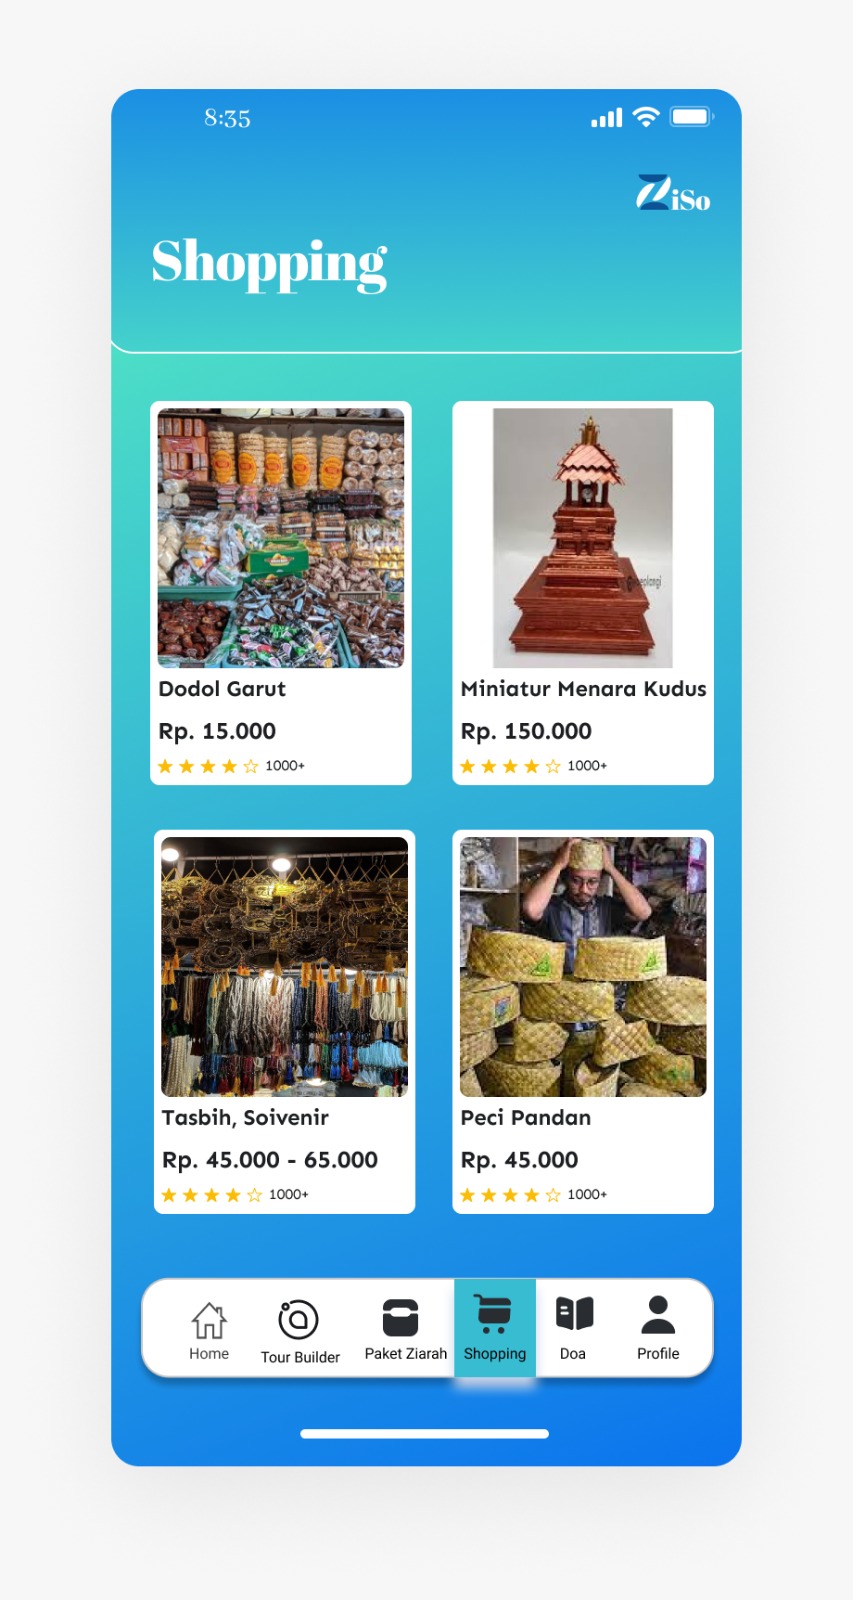 8:35
ZiSo
Shopping
Dodol Garut
Rp. 15.000
1000+
Miniatur Menara Kudus
Rp. 150.000
1000+
Tasbih, Soivenir
Rp. 45.000 - 65.000
1000+
Peci Pandan
Rp. 45.000
1000+
Home
Tour Builder
Paket Ziarah
Shopping
Doa
Profile